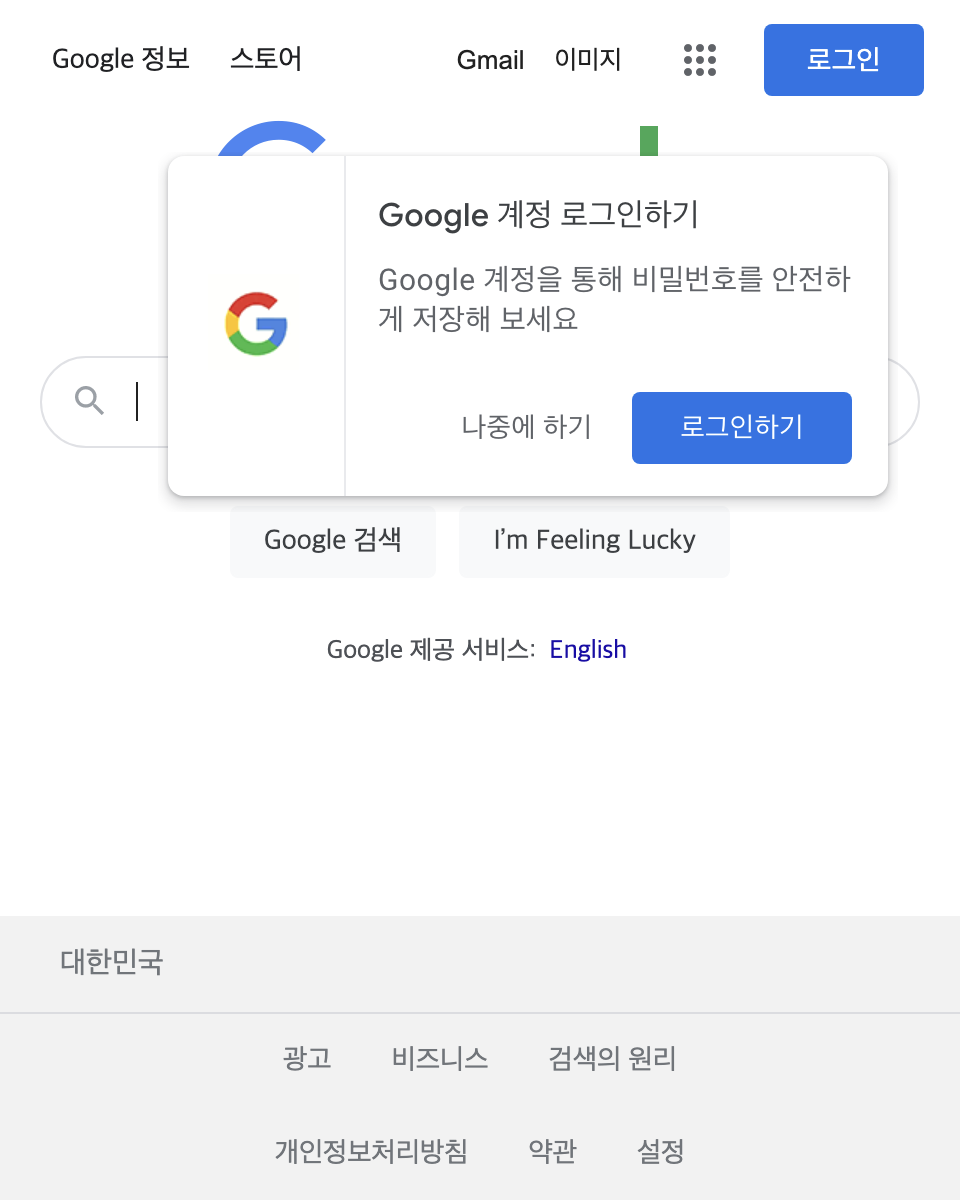 Google 정보 스토어 Gmail 이미지 로그인
Google 계정 로그인하기
Google 계정을 통해 비밀번호를 안전하
게 저장해 보세요
나중에 하기 로그인하기
Google 검색 I’m Feeling Lucky
Google 제공 서비스: English
대한민국
광고 비즈니스 검색의 원리
개인정보처리방침 약관 설정